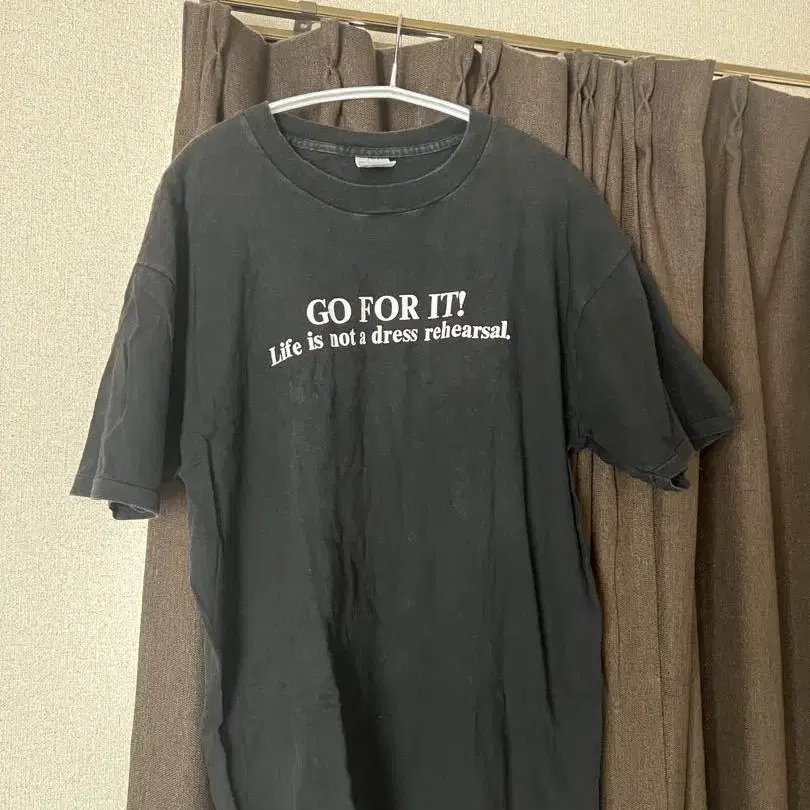 GO FOR IT!
Life is not a dress rehearsal.